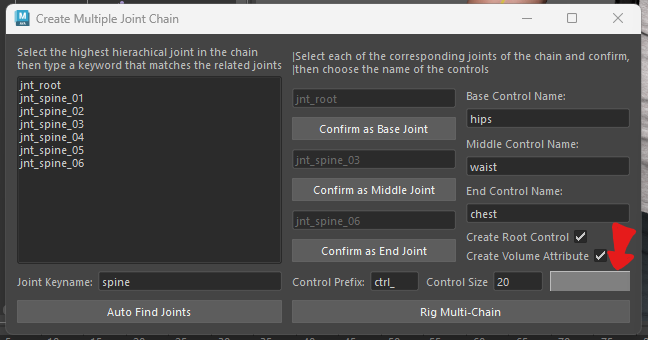 Create Multiple Joint Chain
Select the highest hierachical joint in the chain
then type a keyword that matches the related joints
jnt_root
jnt_spine_01
jnt_spine_02
jnt_spine_03
jnt_spine_04
jnt_spine_05
jnt_spine_06
|Select each of the corresponding joints of the chain and confirm,
|then choose the name of the controls
jnt_root
Confirm as Base Joint
jnt_spine_03
Confirm as Middle Joint
jnt_spine_06
Confirm as End Joint
Base Control Name:
hips
Middle Control Name:
waist
End Control Name:
chest
Create Root Control
Create Volume Attribute
Joint Keyname: spine
Control Prefix: ctrl_ Control Size 20
Auto Find Joints
Rig Multi-Chain